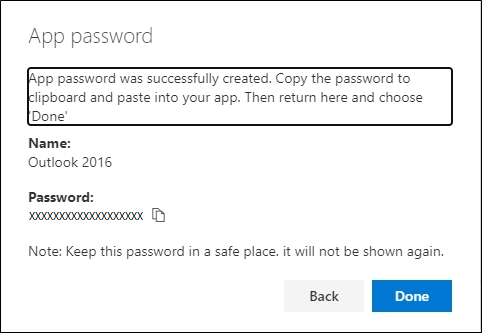 App password
App password was successfully created. Copy the password to
clipboard and paste into your app. Then return here and choose
'Done'
Name:
Outlook 2016
Password:
xxxxxxxxxxxxxxxxxxx
Note: Keep this password in a safe place. it will not be shown again.
Back
Done